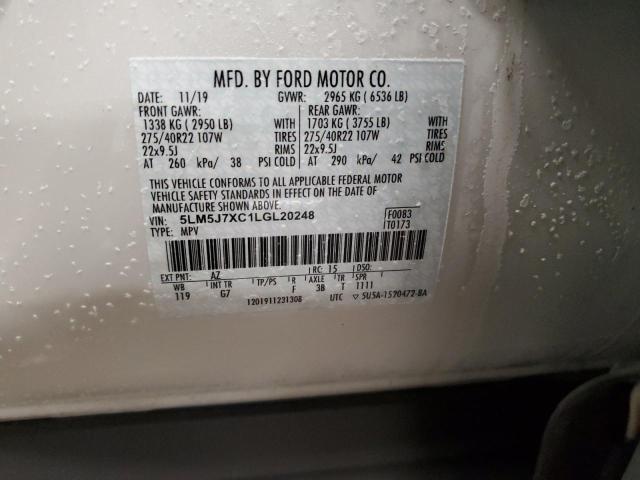 MFD. BY FORD MOTOR CO.
DATE: 11/19 GVWR: 2965 KG ( 6536 LB)
FRONT GAWR: REAR GAWR:
1338 KG ( 2950 LB) WITH 1703 KG ( 3755 LB) WITH
275/40R22 107W TIRES 275/40R22 107W TIRES
22x9.5J RIMS 22x9.5J RIMS
AT 260 kPa/ 38 PSI COLD AT 290 kPa/ 42 PSI COLD
THIS VEHICLE CONFORMS TO ALL APPLICABLE FEDERAL MOTOR
VEHICLE SAFETY STANDARDS IN EFFECT ON THE DATE OF
MANUFACTURE SHOWN ABOVE.
VIN: 5LM5J7XC1LGL20248 F0083
TYPE: MPV T0173
EXT PNT: AZ RC: 15 DSO:
WB INT TR TP/PS R AXLE TR SPR
119 G7 F 3B T 1111
1201911231308 UTC ▽ 5U5A-1520472-BA